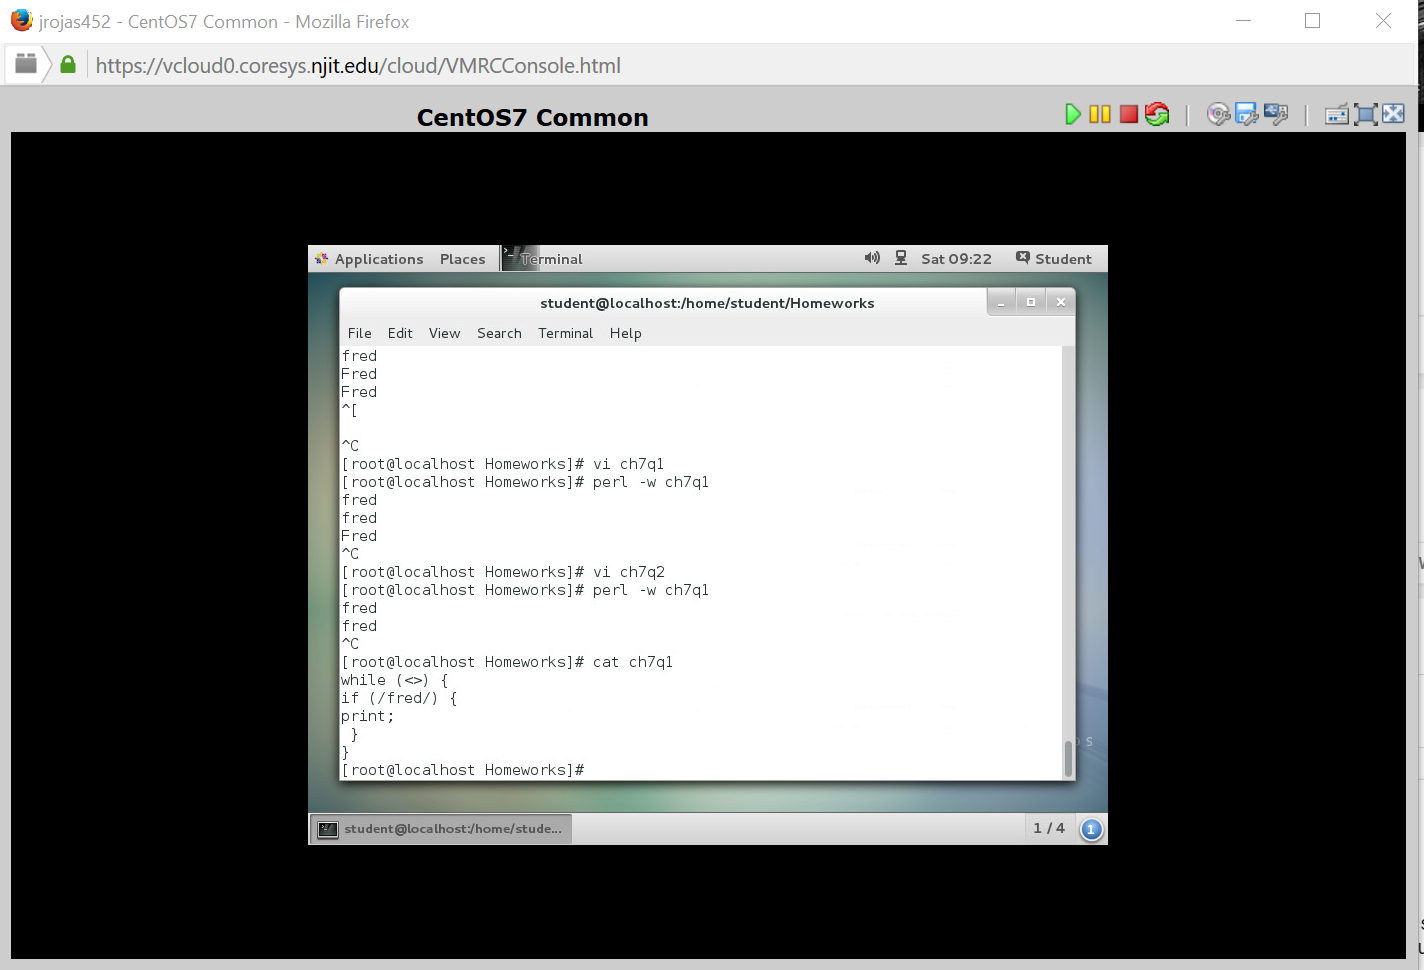 jrojas452 - CentOS7 Common - Mozilla Firefox
https://vcloud0.coresys.njit.edu/cloud/VMRCConsole.html
CentOS7 Common
Applications Places Terminal Sat 09:22 Student
student@localhost:/home/student/Homeworks
File Edit View Search Terminal Help
fred
Fred
Fred
^[
^C
[root@localhost Homeworks]# vi ch7q1
[root@localhost Homeworks]# perl -w ch7q1
fred
fred
Fred
^C
[root@localhost Homeworks]# vi ch7q2
[root@localhost Homeworks]# perl -w ch7q1
fred
fred
^C
[root@localhost Homeworks]# cat ch7q1
while (<>) {
if (/fred/) {
print;
 }
}
[root@localhost Homeworks]#
student@localhost:/home/stude...
1 / 4
1